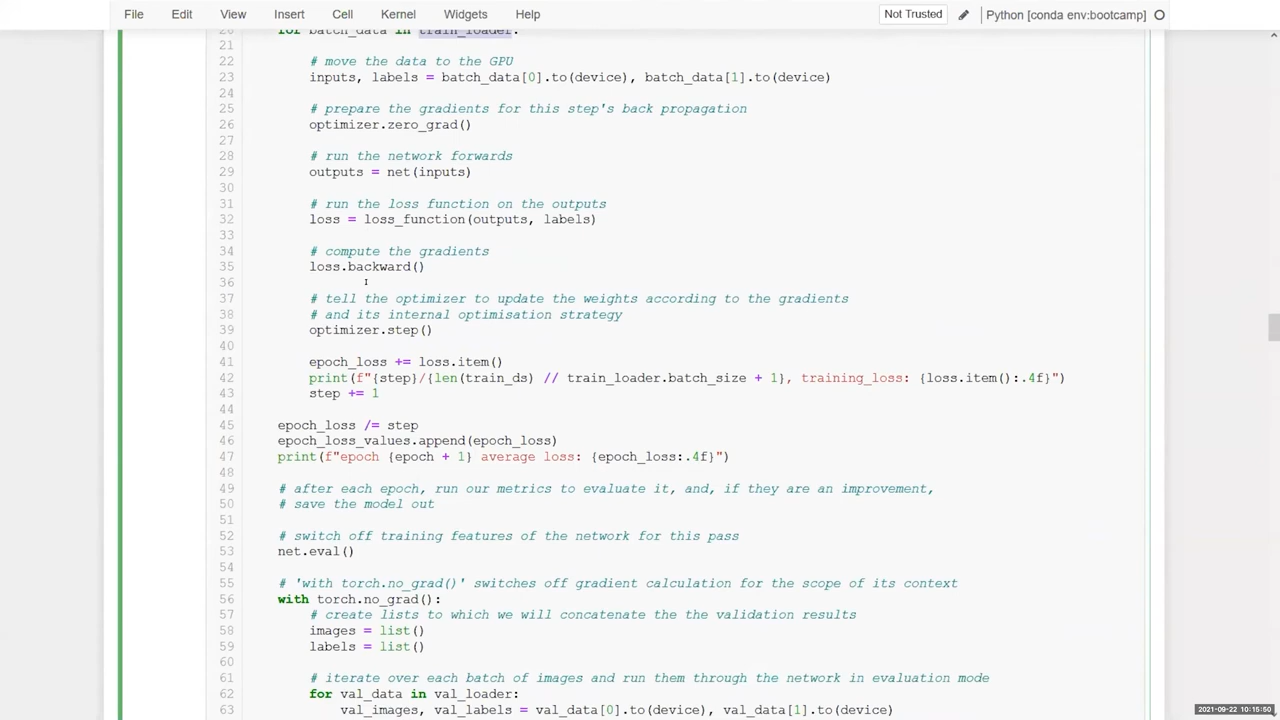 File Edit View Insert Cell Kernel Widgets Help Not Trusted Python [conda env:bootcamp]
20 for batch_data in train_loader:
21
22 # move the data to the GPU
23 inputs, labels = batch_data[0].to(device), batch_data[1].to(device)
24
25 # prepare the gradients for this step's back propagation
26 optimizer.zero_grad()
27
28 # run the network forwards
29 outputs = net(inputs)
30
31 # run the loss function on the outputs
32 loss = loss_function(outputs, labels)
33
34 # compute the gradients
35 loss.backward()
36
37 # tell the optimizer to update the weights according to the gradients
38 # and its internal optimisation strategy
39 optimizer.step()
40
41 epoch_loss += loss.item()
42 print(f"{step}/{len(train_ds) // train_loader.batch_size + 1}, training_loss: {loss.item():.4f}")
43 step += 1
44
45 epoch_loss /= step
46 epoch_loss_values.append(epoch_loss)
47 print(f"epoch {epoch + 1} average loss: {epoch_loss:.4f}")
48
49 # after each epoch, run our metrics to evaluate it, and, if they are an improvement,
50 # save the model out
51
52 # switch off training features of the network for this pass
53 net.eval()
54
55 # 'with torch.no_grad()' switches off gradient calculation for the scope of its context
56 with torch.no_grad():
57 # create lists to which we will concatenate the the validation results
58 images = list()
59 labels = list()
60
61 # iterate over each batch of images and run them through the network in evaluation mode
62 for val_data in val_loader:
63 val_images, val_labels = val_data[0].to(device), val_data[1].to(device)
2021-09-22 10:15:50